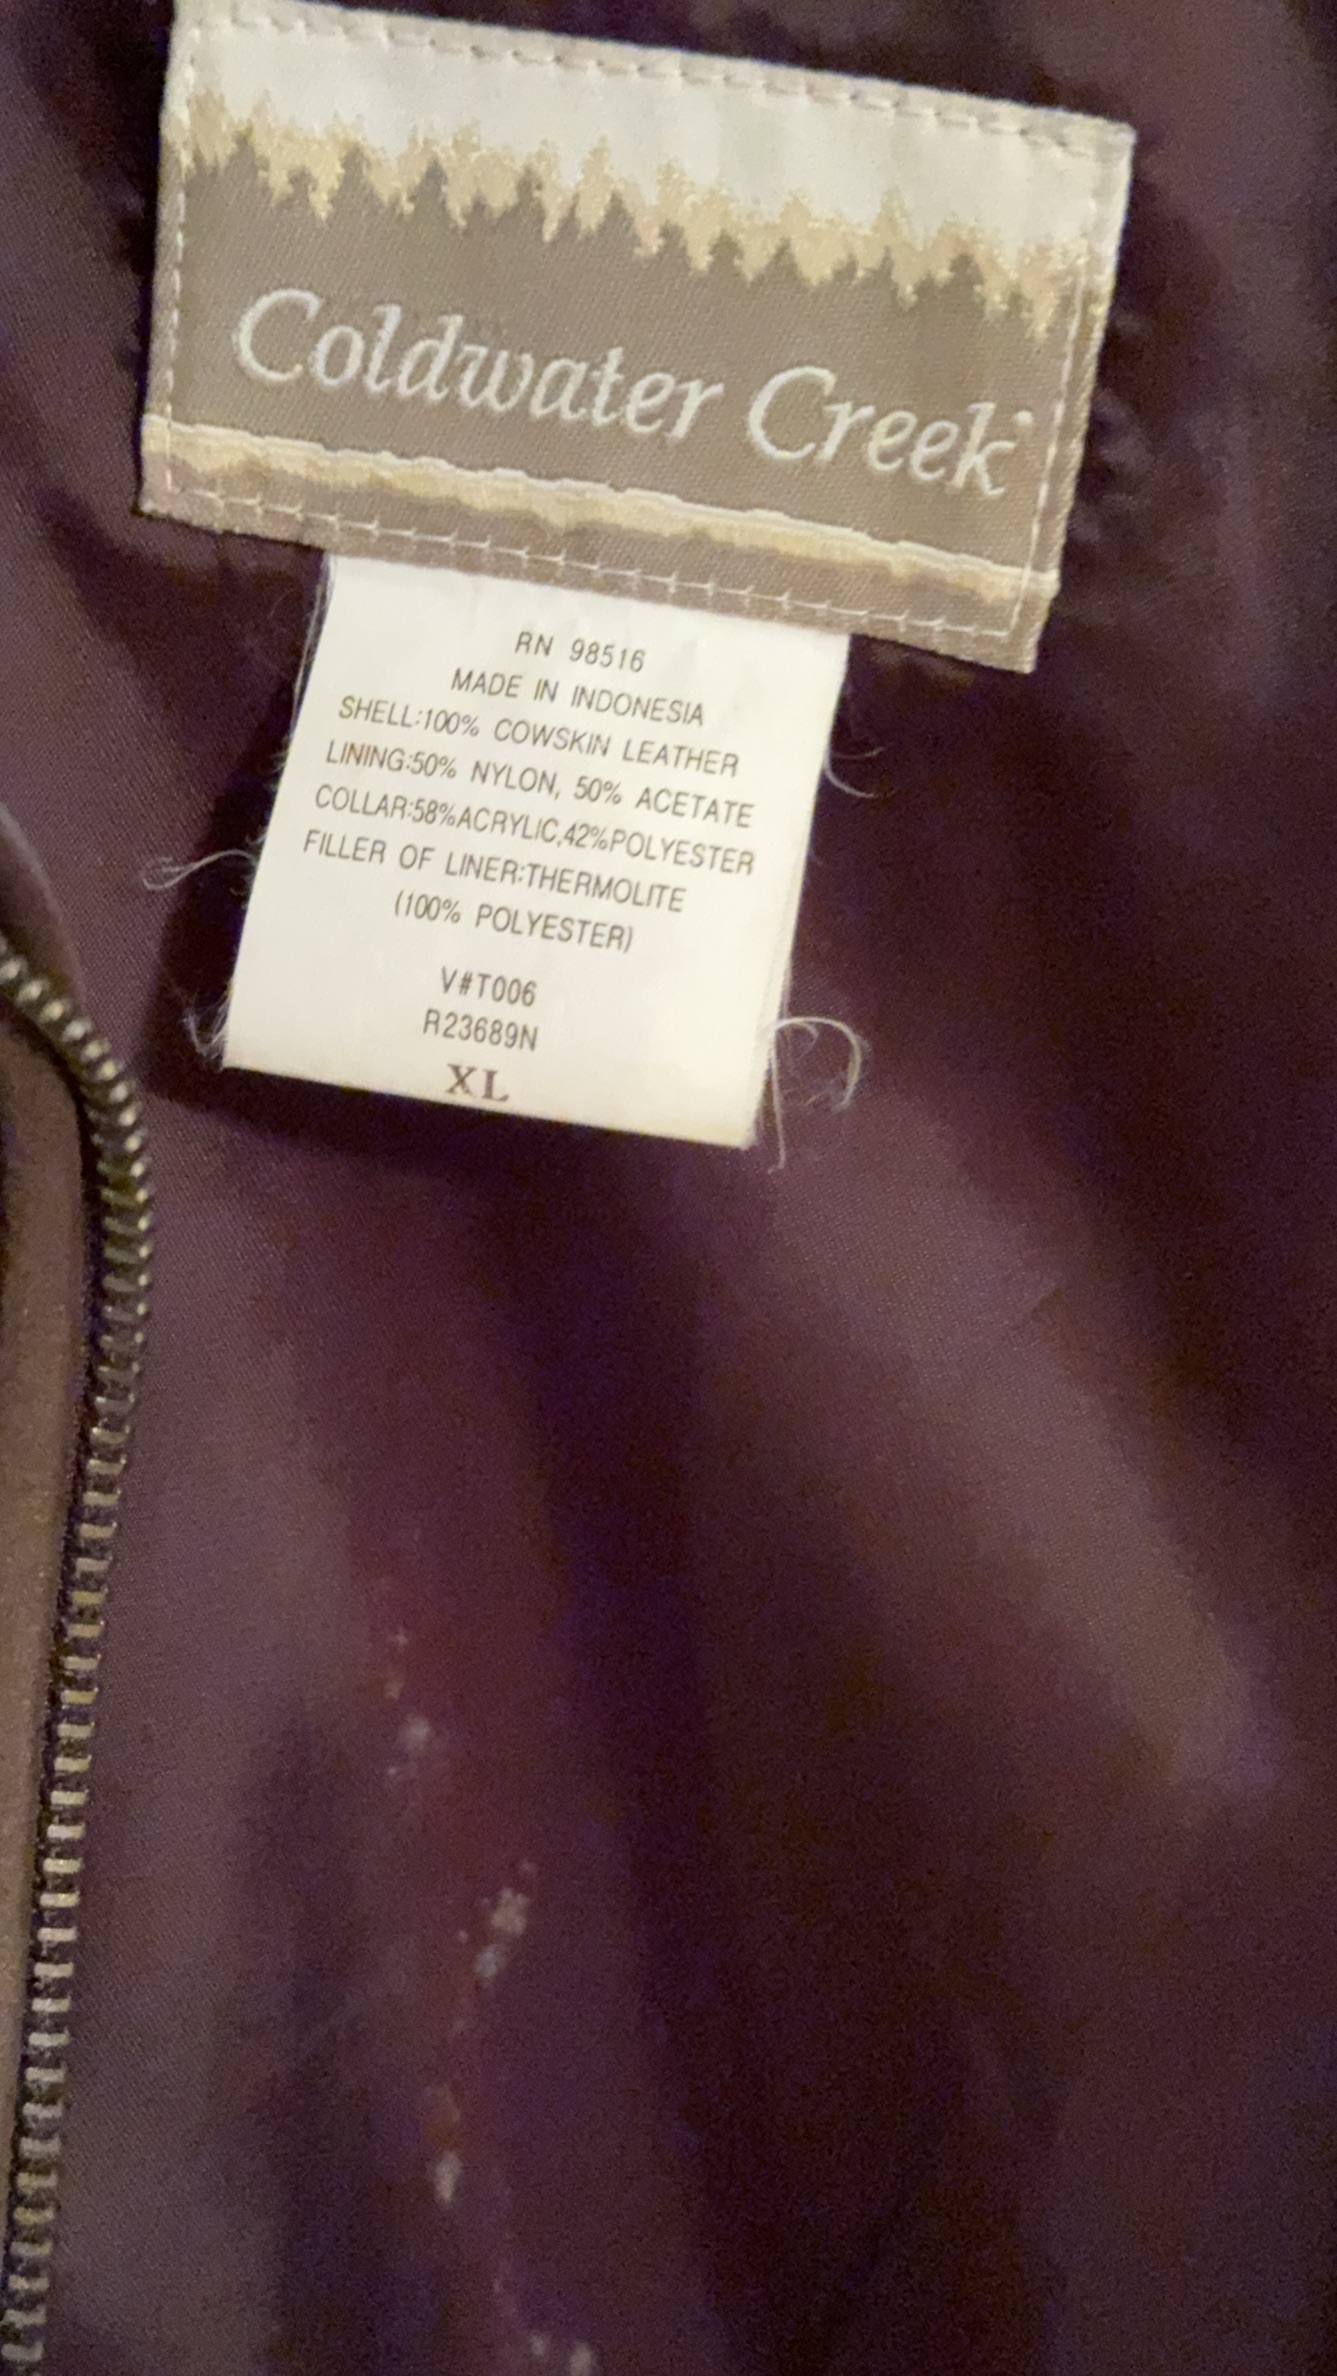 Coldwater Creek
RN 98516
MADE IN INDONESIA
SHELL:100% COWSKIN LEATHER
LINING:50% NYLON, 50% ACETATE
COLLAR:58%ACRYLIC,42%POLYESTER
FILLER OF LINER:THERMOLITE
(100% POLYESTER)
V#T006
R23689N
XL